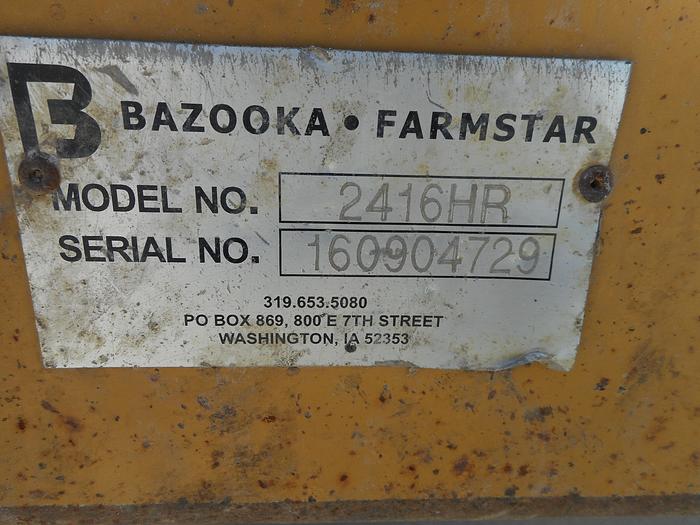 B BAZOOKA • FARMSTAR
MODEL NO. 2416HR
SERIAL NO. 160904729
319.653.5080
PO BOX 869, 800 E 7TH STREET
WASHINGTON, IA 52353